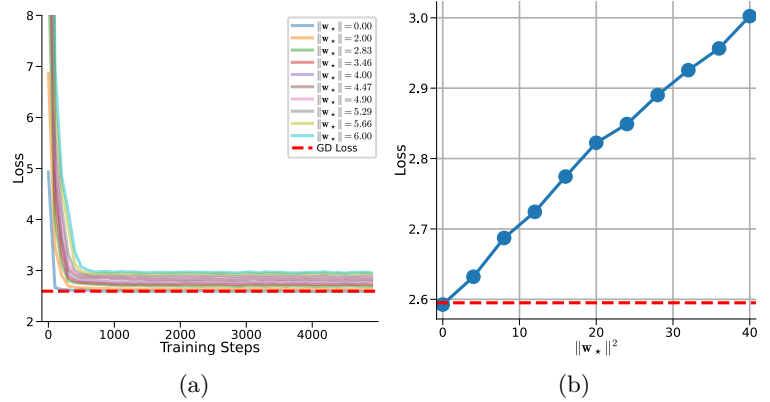 8
7
6
5
4
3
2
Loss
0
1000
2000
3000
4000
Training Steps
‖w⋆‖ = 0.00
‖w⋆‖ = 2.00
‖w⋆‖ = 2.83
‖w⋆‖ = 3.46
‖w⋆‖ = 4.00
‖w⋆‖ = 4.47
‖w⋆‖ = 4.90
‖w⋆‖ = 5.29
‖w⋆‖ = 5.66
‖w⋆‖ = 6.00
GD Loss
(a)
3.0
2.9
2.8
2.7
2.6
Loss
0
10
20
30
40
‖w⋆‖²
(b)